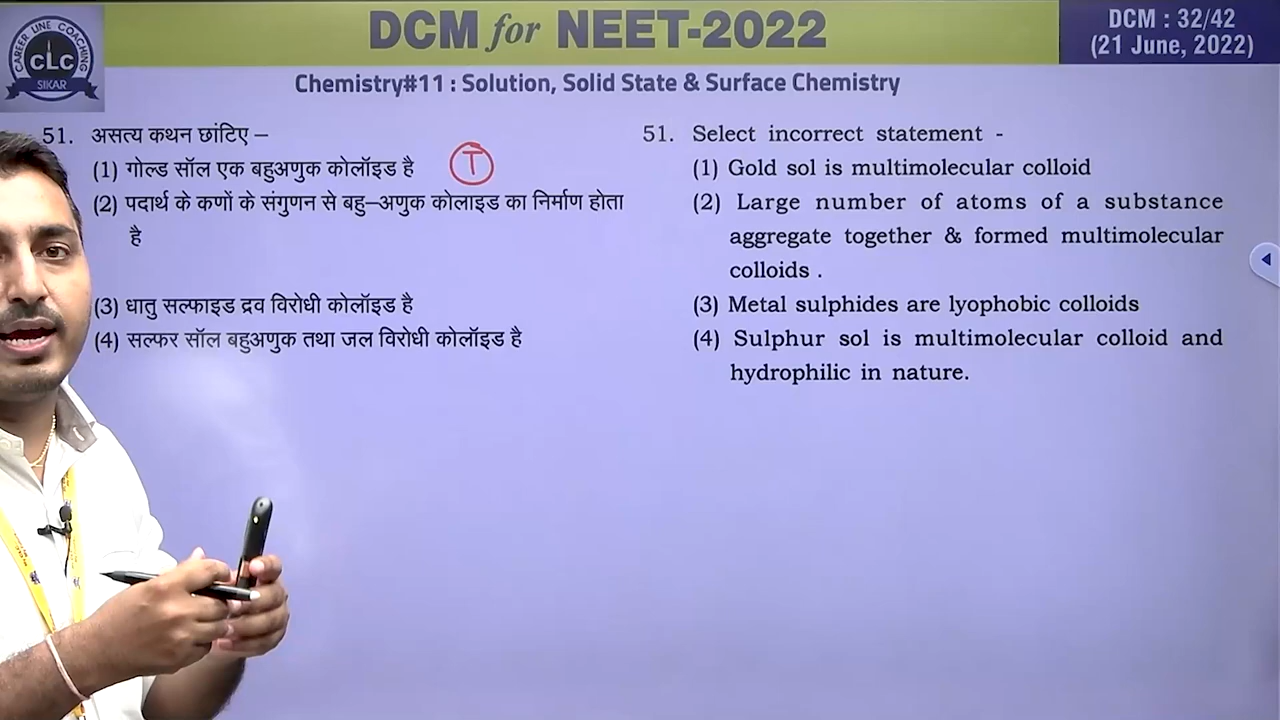 DCM for NEET-2022
DCM : 32/42
(21 June, 2022)
CAREER LINE COACHING
CLC
SIKAR
Chemistry#11 : Solution, Solid State & Surface Chemistry
51. असत्य कथन छांटिए –
(1) गोल्ड सॉल एक बहुअणुक कोलॉइड है
T
(2) पदार्थ के कणों के संगुणन से बहु–अणुक कोलाइड का निर्माण होता
है
(3) धातु सल्फाइड द्रव विरोधी कोलॉइड है
(4) सल्फर सॉल बहुअणुक तथा जल विरोधी कोलॉइड है
51. Select incorrect statement -
(1) Gold sol is multimolecular colloid
(2) Large number of atoms of a substance
aggregate together & formed multimolecular
colloids .
(3) Metal sulphides are lyophobic colloids
(4) Sulphur sol is multimolecular colloid and
hydrophilic in nature.